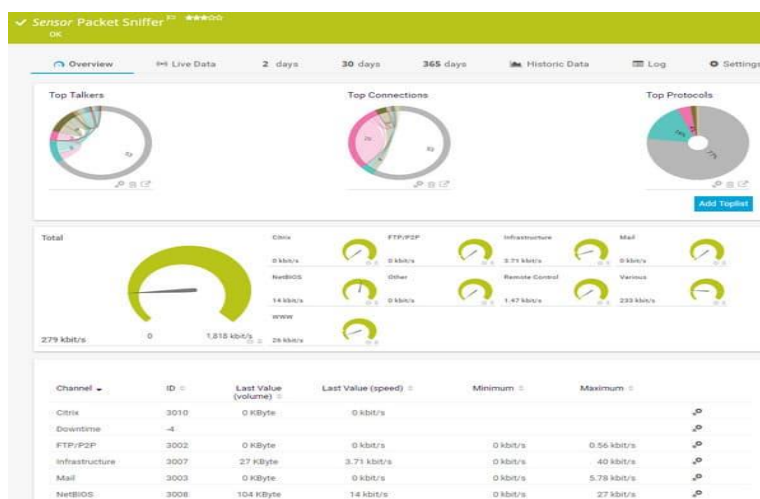 Sensor Packet Sniffer
OK
Overview Live Data 2 days 30 days 365 days Historic Data Log Settings
Top Talkers Top Connections Top Protocols
Add Toplist
Total
Citrix FTP/P2P Infrastructure Mail
0 kbit/s 0 kbit/s 3.71 kbit/s 0 kbit/s
NetBIOS Other Remote Control Various
14 kbit/s 0 kbit/s 1.47 kbit/s 233 kbit/s
WWW
279 kbit/s 0 1,818 kbit/s 26 kbit/s
Channel ID Last Value (volume) Last Value (speed) Minimum Maximum
Citrix 3010 0 KByte 0 kbit/s
Downtime -4
FTP/P2P 3002 0 KByte 0 kbit/s 0 kbit/s 0.56 kbit/s
Infrastructure 3007 27 KByte 3.71 kbit/s 0 kbit/s 40 kbit/s
Mail 3003 0 KByte 0 kbit/s 0 kbit/s 5.78 kbit/s
NetBIOS 3008 104 KByte 14 kbit/s 0 kbit/s 27 kbit/s